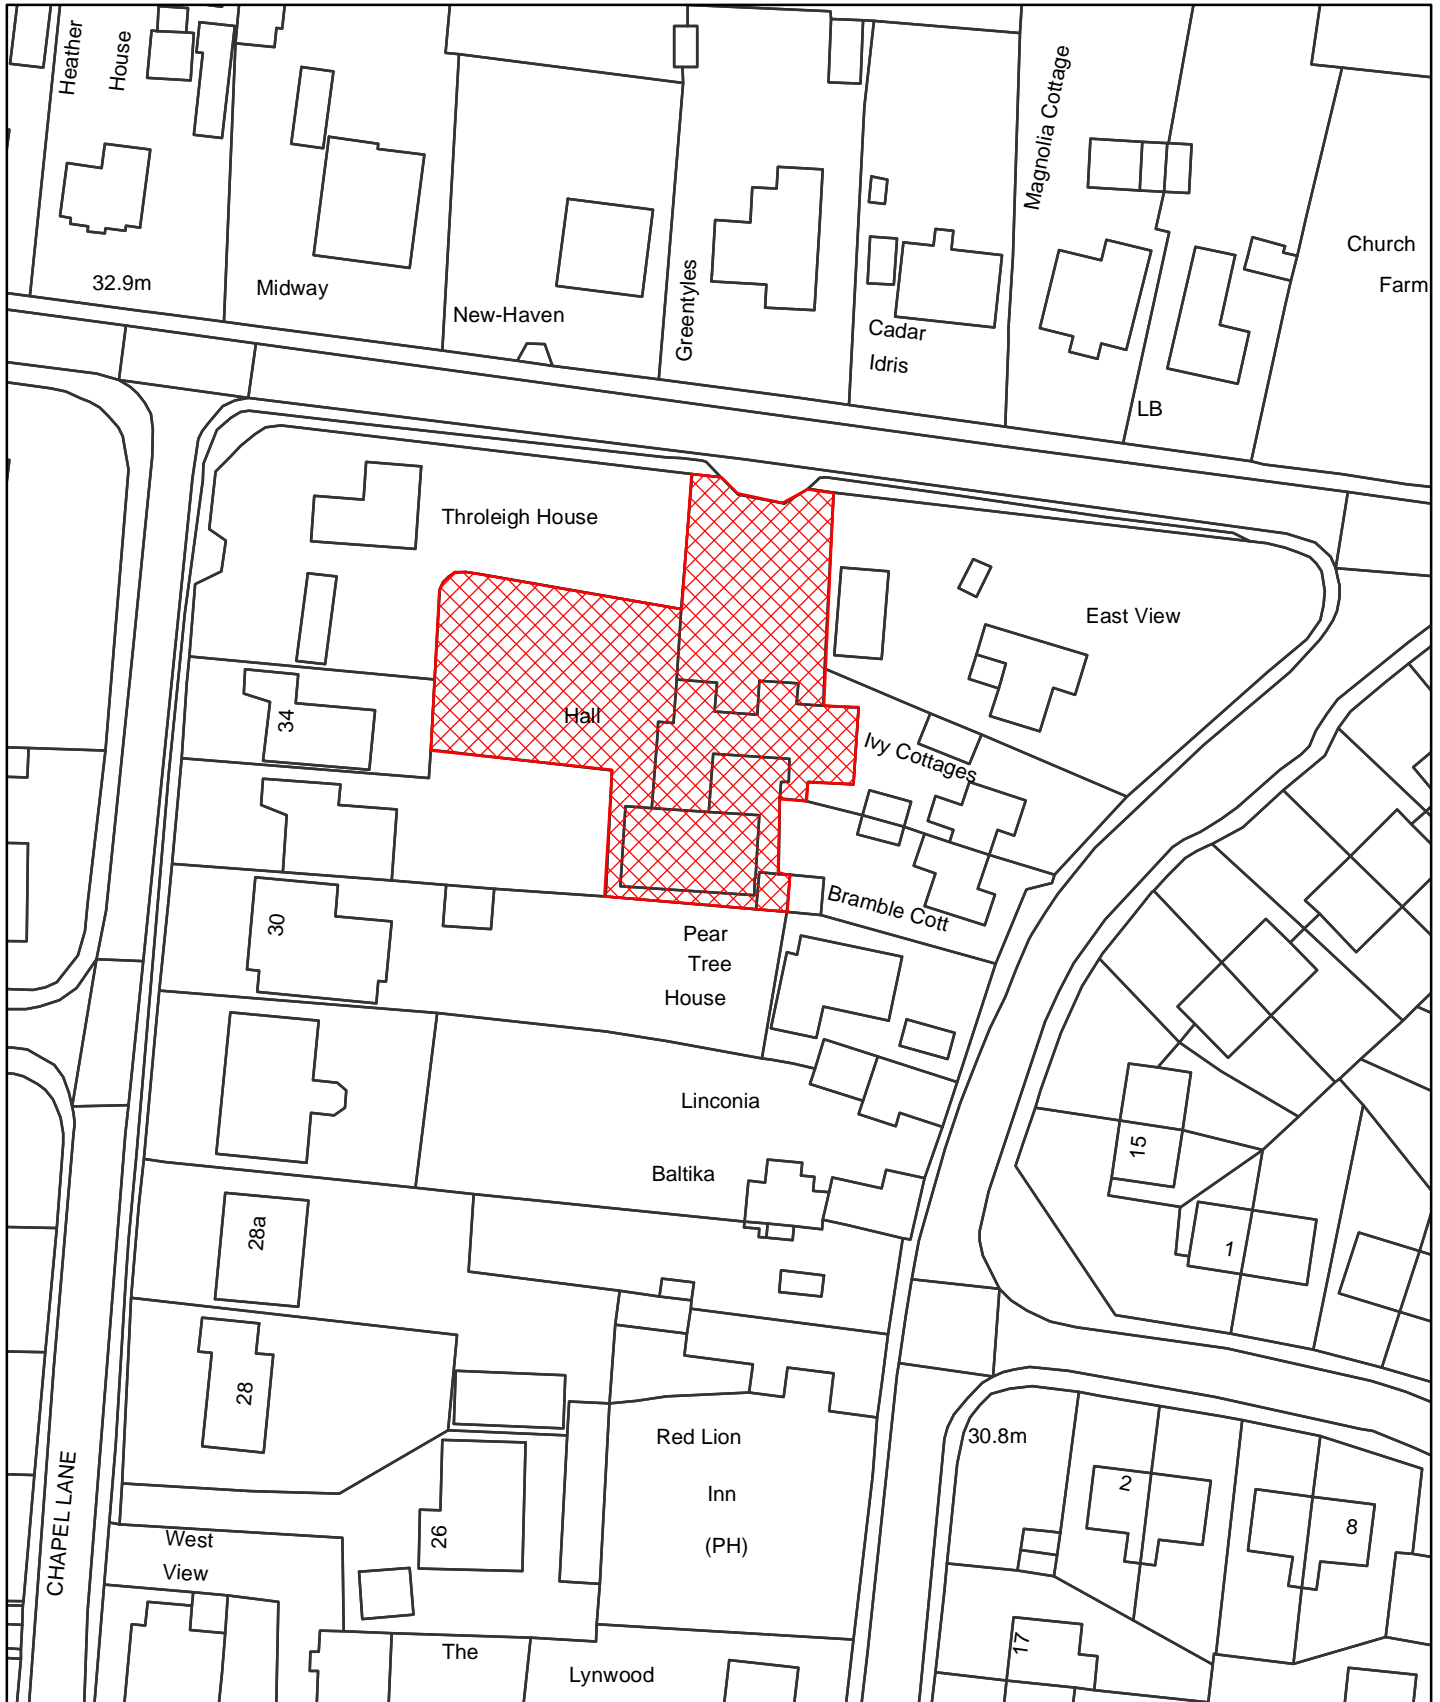 Heather
House
32.9m
Midway
New-Haven
Greentyles
Cadar
Idris
Magnolia Cottage
LB
Church
Farm
Throleigh House
East View
Hall
34
Ivy Cottages
30
Bramble Cott
Pear
Tree
House
Linconia
Baltika
15
1
28a
28
CHAPEL LANE
West
View
26
Red Lion
Inn
(PH)
30.8m
2
8
17
The
Lynwood